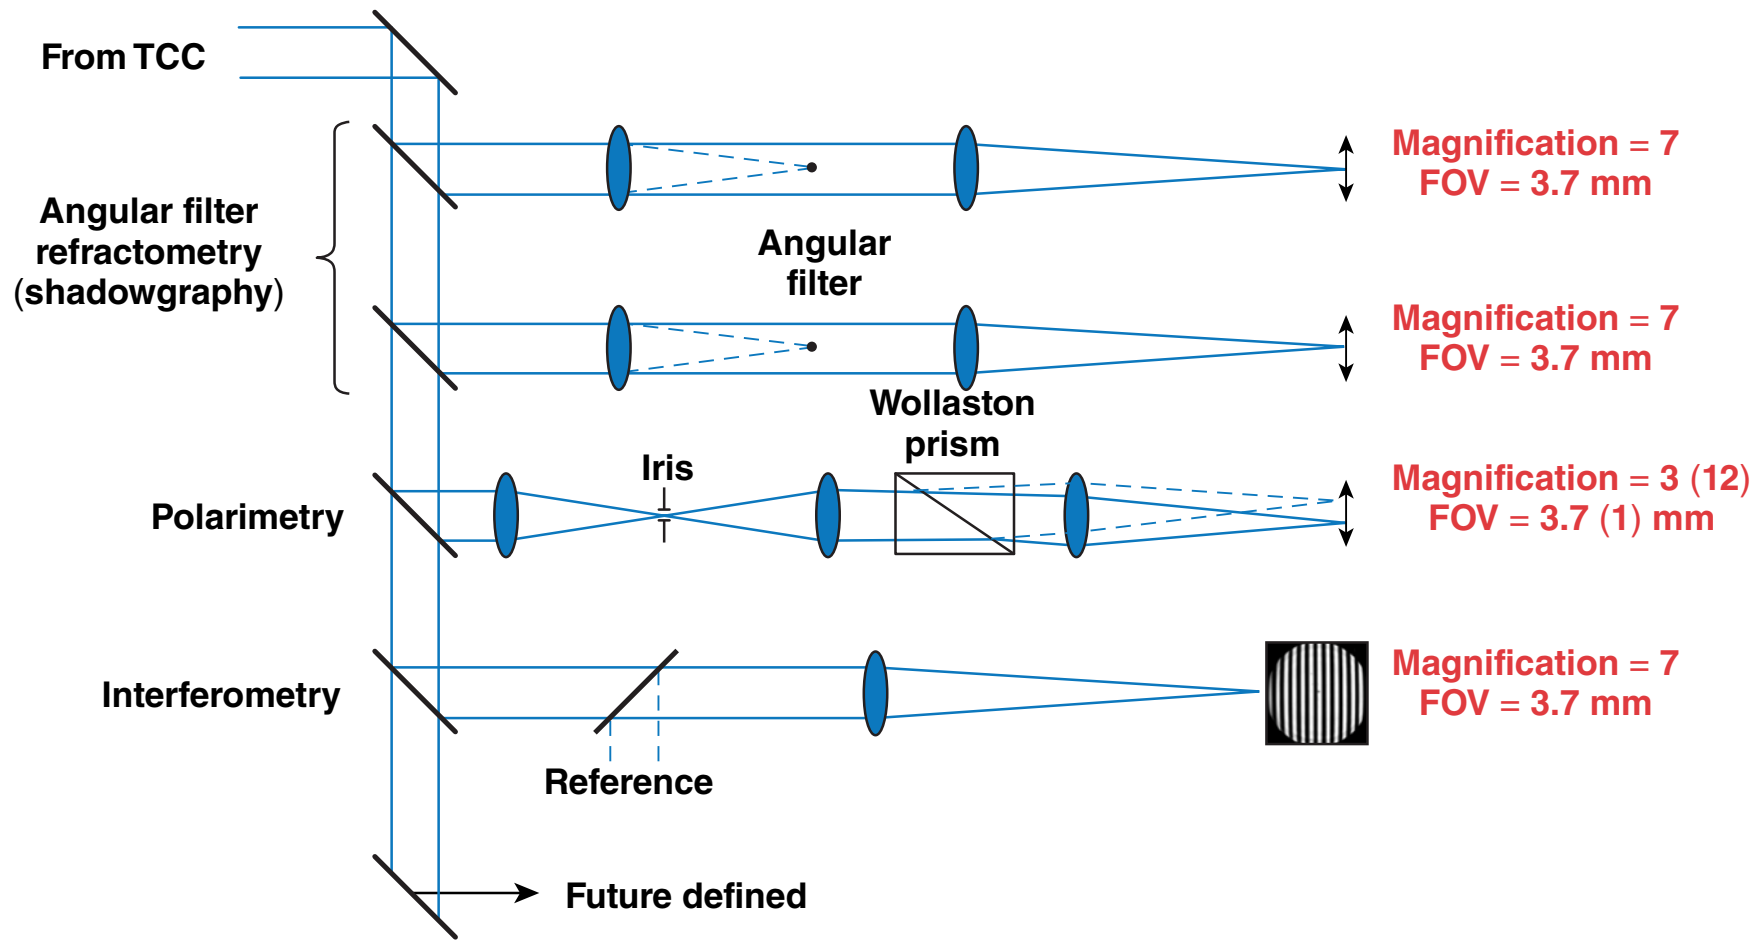 From TCC
Magnification = 7
FOV = 3.7 mm
Angular filter
refractometry
(shadowgraphy)
Angular
filter
Magnification = 7
FOV = 3.7 mm
Wollaston
prism
Iris
Polarimetry
Magnification = 3 (12)
FOV = 3.7 (1) mm
Interferometry
Magnification = 7
FOV = 3.7 mm
Reference
Future defined